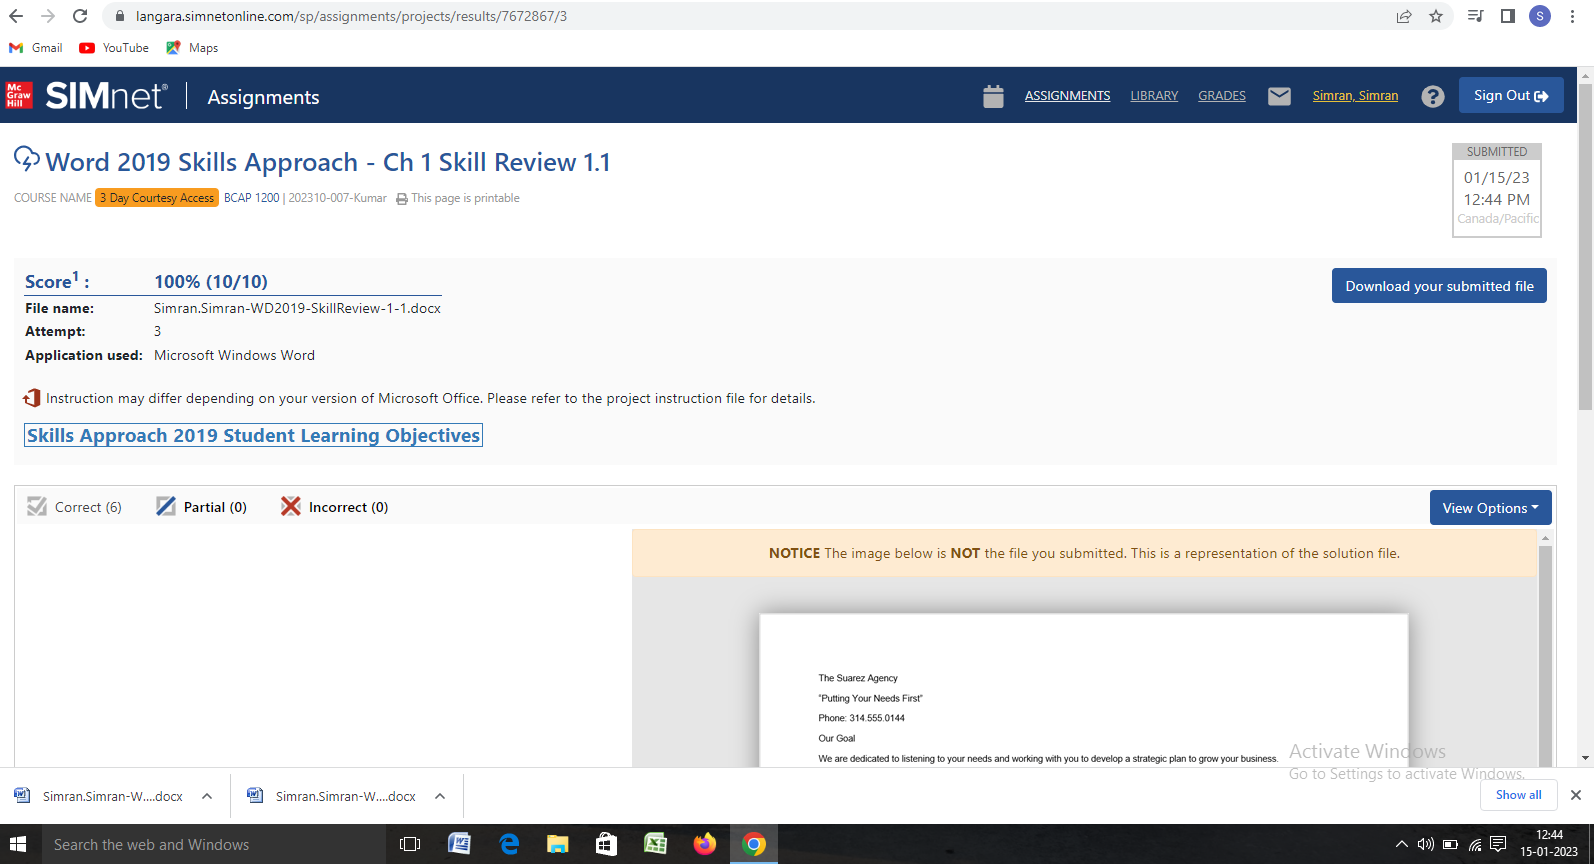 langara.simnetonline.com/sp/assignments/projects/results/7672867/3
S
Gmail YouTube Maps
Mc Graw Hill SIMnet® Assignments ASSIGNMENTS LIBRARY GRADES Simran, Simran ? Sign Out
Word 2019 Skills Approach - Ch 1 Skill Review 1.1
COURSE NAME 3 Day Courtesy Access BCAP 1200 | 202310-007-Kumar This page is printable
SUBMITTED
01/15/23
12:44 PM
Canada/Pacific
Score1 : 100% (10/10)
Download your submitted file
File name: Simran.Simran-WD2019-SkillReview-1-1.docx
Attempt: 3
Application used: Microsoft Windows Word
Instruction may differ depending on your version of Microsoft Office. Please refer to the project instruction file for details.
Skills Approach 2019 Student Learning Objectives
Correct (6) Partial (0) Incorrect (0) View Options
NOTICE The image below is NOT the file you submitted. This is a representation of the solution file.
The Suarez Agency
"Putting Your Needs First"
Phone: 314.555.0144
Our Goal
We are dedicated to listening to your needs and working with you to develop a strategic plan to grow your business.
Activate Windows
Go to Settings to activate Windows.
Simran.Simran-W....docx Simran.Simran-W....docx Show all
Search the web and Windows
12:44
15-01-2023